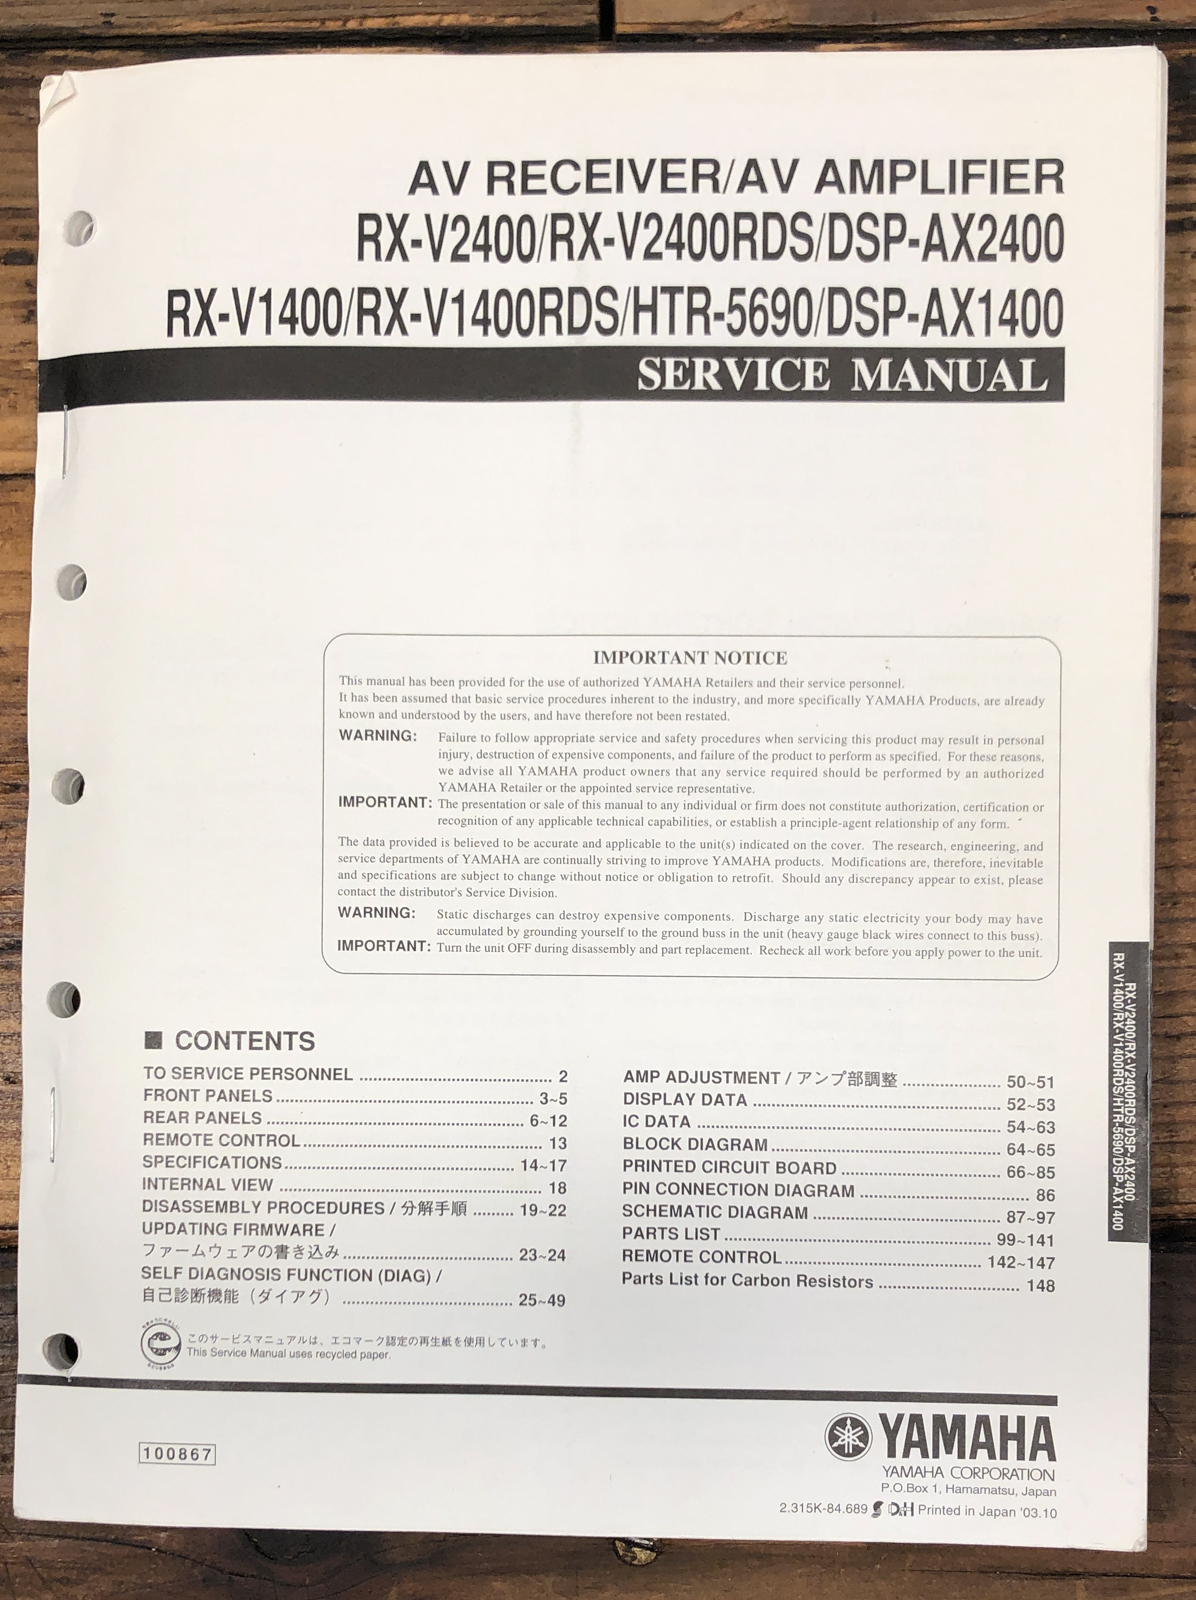 AV RECEIVER/AV AMPLIFIER
RX-V2400/RX-V2400RDS/DSP-AX2400
RX-V1400/RX-V1400RDS/HTR-5690/DSP-AX1400
SERVICE MANUAL
IMPORTANT NOTICE
This manual has been provided for the use of authorized YAMAHA Retailers and their service personnel.
It has been assumed that basic service procedures inherent to the industry, and more specifically YAMAHA Products, are already
known and understood by the users, and have therefore not been restated.
WARNING: Failure to follow appropriate service and safety procedures when servicing this product may result in personal
injury, destruction of expensive components, and failure of the product to perform as specified. For these reasons,
we advise all YAMAHA product owners that any service required should be performed by an authorized
YAMAHA Retailer or the appointed service representative.
IMPORTANT: The presentation or sale of this manual to any individual or firm does not constitute authorization, certification or
recognition of any applicable technical capabilities, or establish a principle-agent relationship of any form.
The data provided is believed to be accurate and applicable to the unit(s) indicated on the cover. The research, engineering, and
service departments of YAMAHA are continually striving to improve YAMAHA products. Modifications are, therefore, inevitable
and specifications are subject to change without notice or obligation to retrofit. Should any discrepancy appear to exist, please
contact the distributor's Service Division.
WARNING: Static discharges can destroy expensive components. Discharge any static electricity your body may have
accumulated by grounding yourself to the ground buss in the unit (heavy gauge black wires connect to this buss).
IMPORTANT: Turn the unit OFF during disassembly and part replacement. Recheck all work before you apply power to the unit.
RX-V2400/RX-V2400RDS/DSP-AX2400
RX-V1400/RX-V1400RDS/HTR-5690/DSP-AX1400
■ CONTENTS
TO SERVICE PERSONNEL ........ 2
FRONT PANELS ........ 3~5
REAR PANELS ........ 6~12
REMOTE CONTROL ........ 13
SPECIFICATIONS ........ 14~17
INTERNAL VIEW ........ 18
DISASSEMBLY PROCEDURES / 分解手順 ........ 19~22
UPDATING FIRMWARE /
ファームウェアの書き込み ........ 23~24
SELF DIAGNOSIS FUNCTION (DIAG) /
自己診断機能（ダイアグ） ........ 25~49
AMP ADJUSTMENT / アンプ部調整 ........ 50~51
DISPLAY DATA ........ 52~53
IC DATA ........ 54~63
BLOCK DIAGRAM ........ 64~65
PRINTED CIRCUIT BOARD ........ 66~85
PIN CONNECTION DIAGRAM ........ 86
SCHEMATIC DIAGRAM ........ 87~97
PARTS LIST ........ 99~141
REMOTE CONTROL ........ 142~147
Parts List for Carbon Resistors ........ 148
このサービスマニュアルは、エコマーク認定の再生紙を使用しています。
This Service Manual uses recycled paper.
100867
YAMAHA
YAMAHA CORPORATION
P.O.Box 1, Hamamatsu, Japan
2.315K-84.689 Printed in Japan '03.10